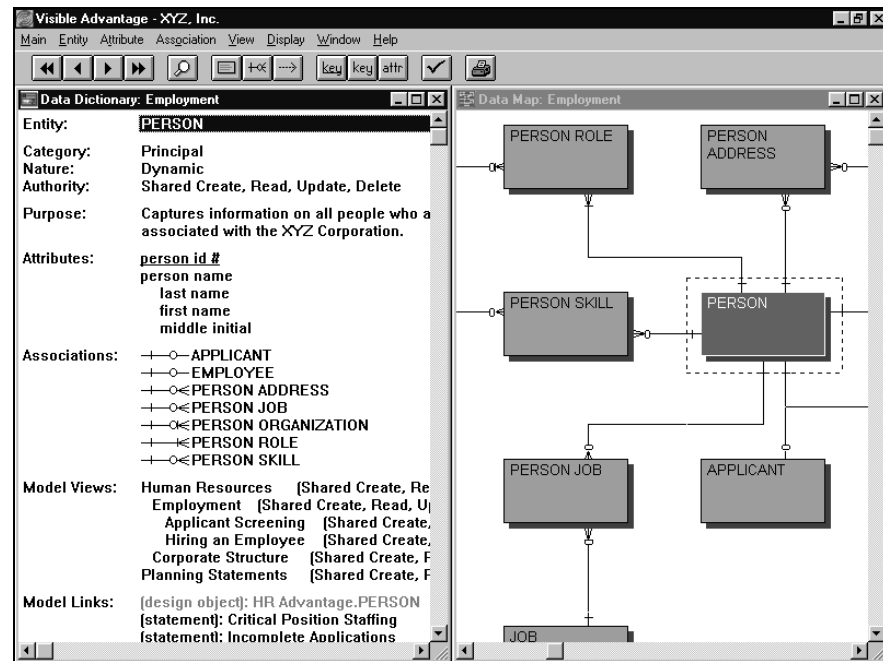 Visible Advantage - XYZ, Inc.
Main Entity Attribute Association View Display Window Help
key key attr
Data Dictionary: Employment
Entity: PERSON
Category: Principal
Nature: Dynamic
Authority: Shared Create, Read, Update, Delete
Purpose: Captures information on all people who a
associated with the XYZ Corporation.
Attributes: person id #
person name
last name
first name
middle initial
Associations: APPLICANT
EMPLOYEE
PERSON ADDRESS
PERSON JOB
PERSON ORGANIZATION
PERSON ROLE
PERSON SKILL
Model Views: Human Resources (Shared Create, Re
Employment (Shared Create, Read, U
Applicant Screening (Shared Create,
Hiring an Employee (Shared Create,
Corporate Structure (Shared Create, R
Planning Statements (Shared Create, R
Model Links: (design object): HR Advantage.PERSON
(statement): Critical Position Staffing
(statement): Incomplete Applications
Data Map: Employment
PERSON ROLE
PERSON
ADDRESS
PERSON SKILL
PERSON
PERSON JOB
APPLICANT
JOB